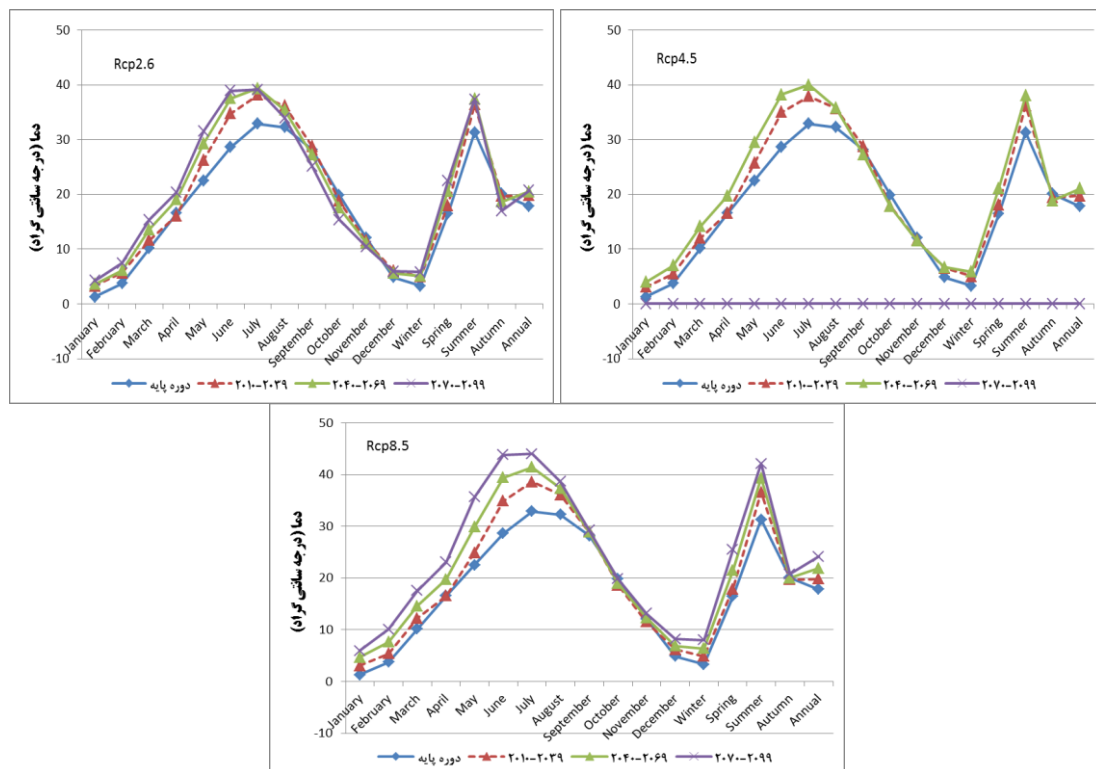 Rcp2.6
دما (درجه سانتی گراد)
50
40
30
20
10
0
-10
January
February
March
April
May
June
July
August
September
October
November
December
Winter
Spring
Summer
Autumn
Annual
دوره پایه
۲۰۱۰-۲۰۳۹
۲۰۴۰-۲۰۶۹
۲۰۷۰-۲۰۹۹
Rcp4.5
دما (درجه سانتی گراد)
50
40
30
20
10
0
-10
January
February
March
April
May
June
July
August
September
October
November
December
Winter
Spring
Summer
Autumn
Annual
دوره پایه
۲۰۱۰-۲۰۳۹
۲۰۴۰-۲۰۶۹
۲۰۷۰-۲۰۹۹
Rcp8.5
دما (درجه سانتی گراد)
50
40
30
20
10
0
-10
January
February
March
April
May
June
July
August
September
October
November
December
Winter
Spring
Summer
Autumn
Annual
دوره پایه
۲۰۱۰-۲۰۳۹
۲۰۴۰-۲۰۶۹
۲۰۷۰-۲۰۹۹